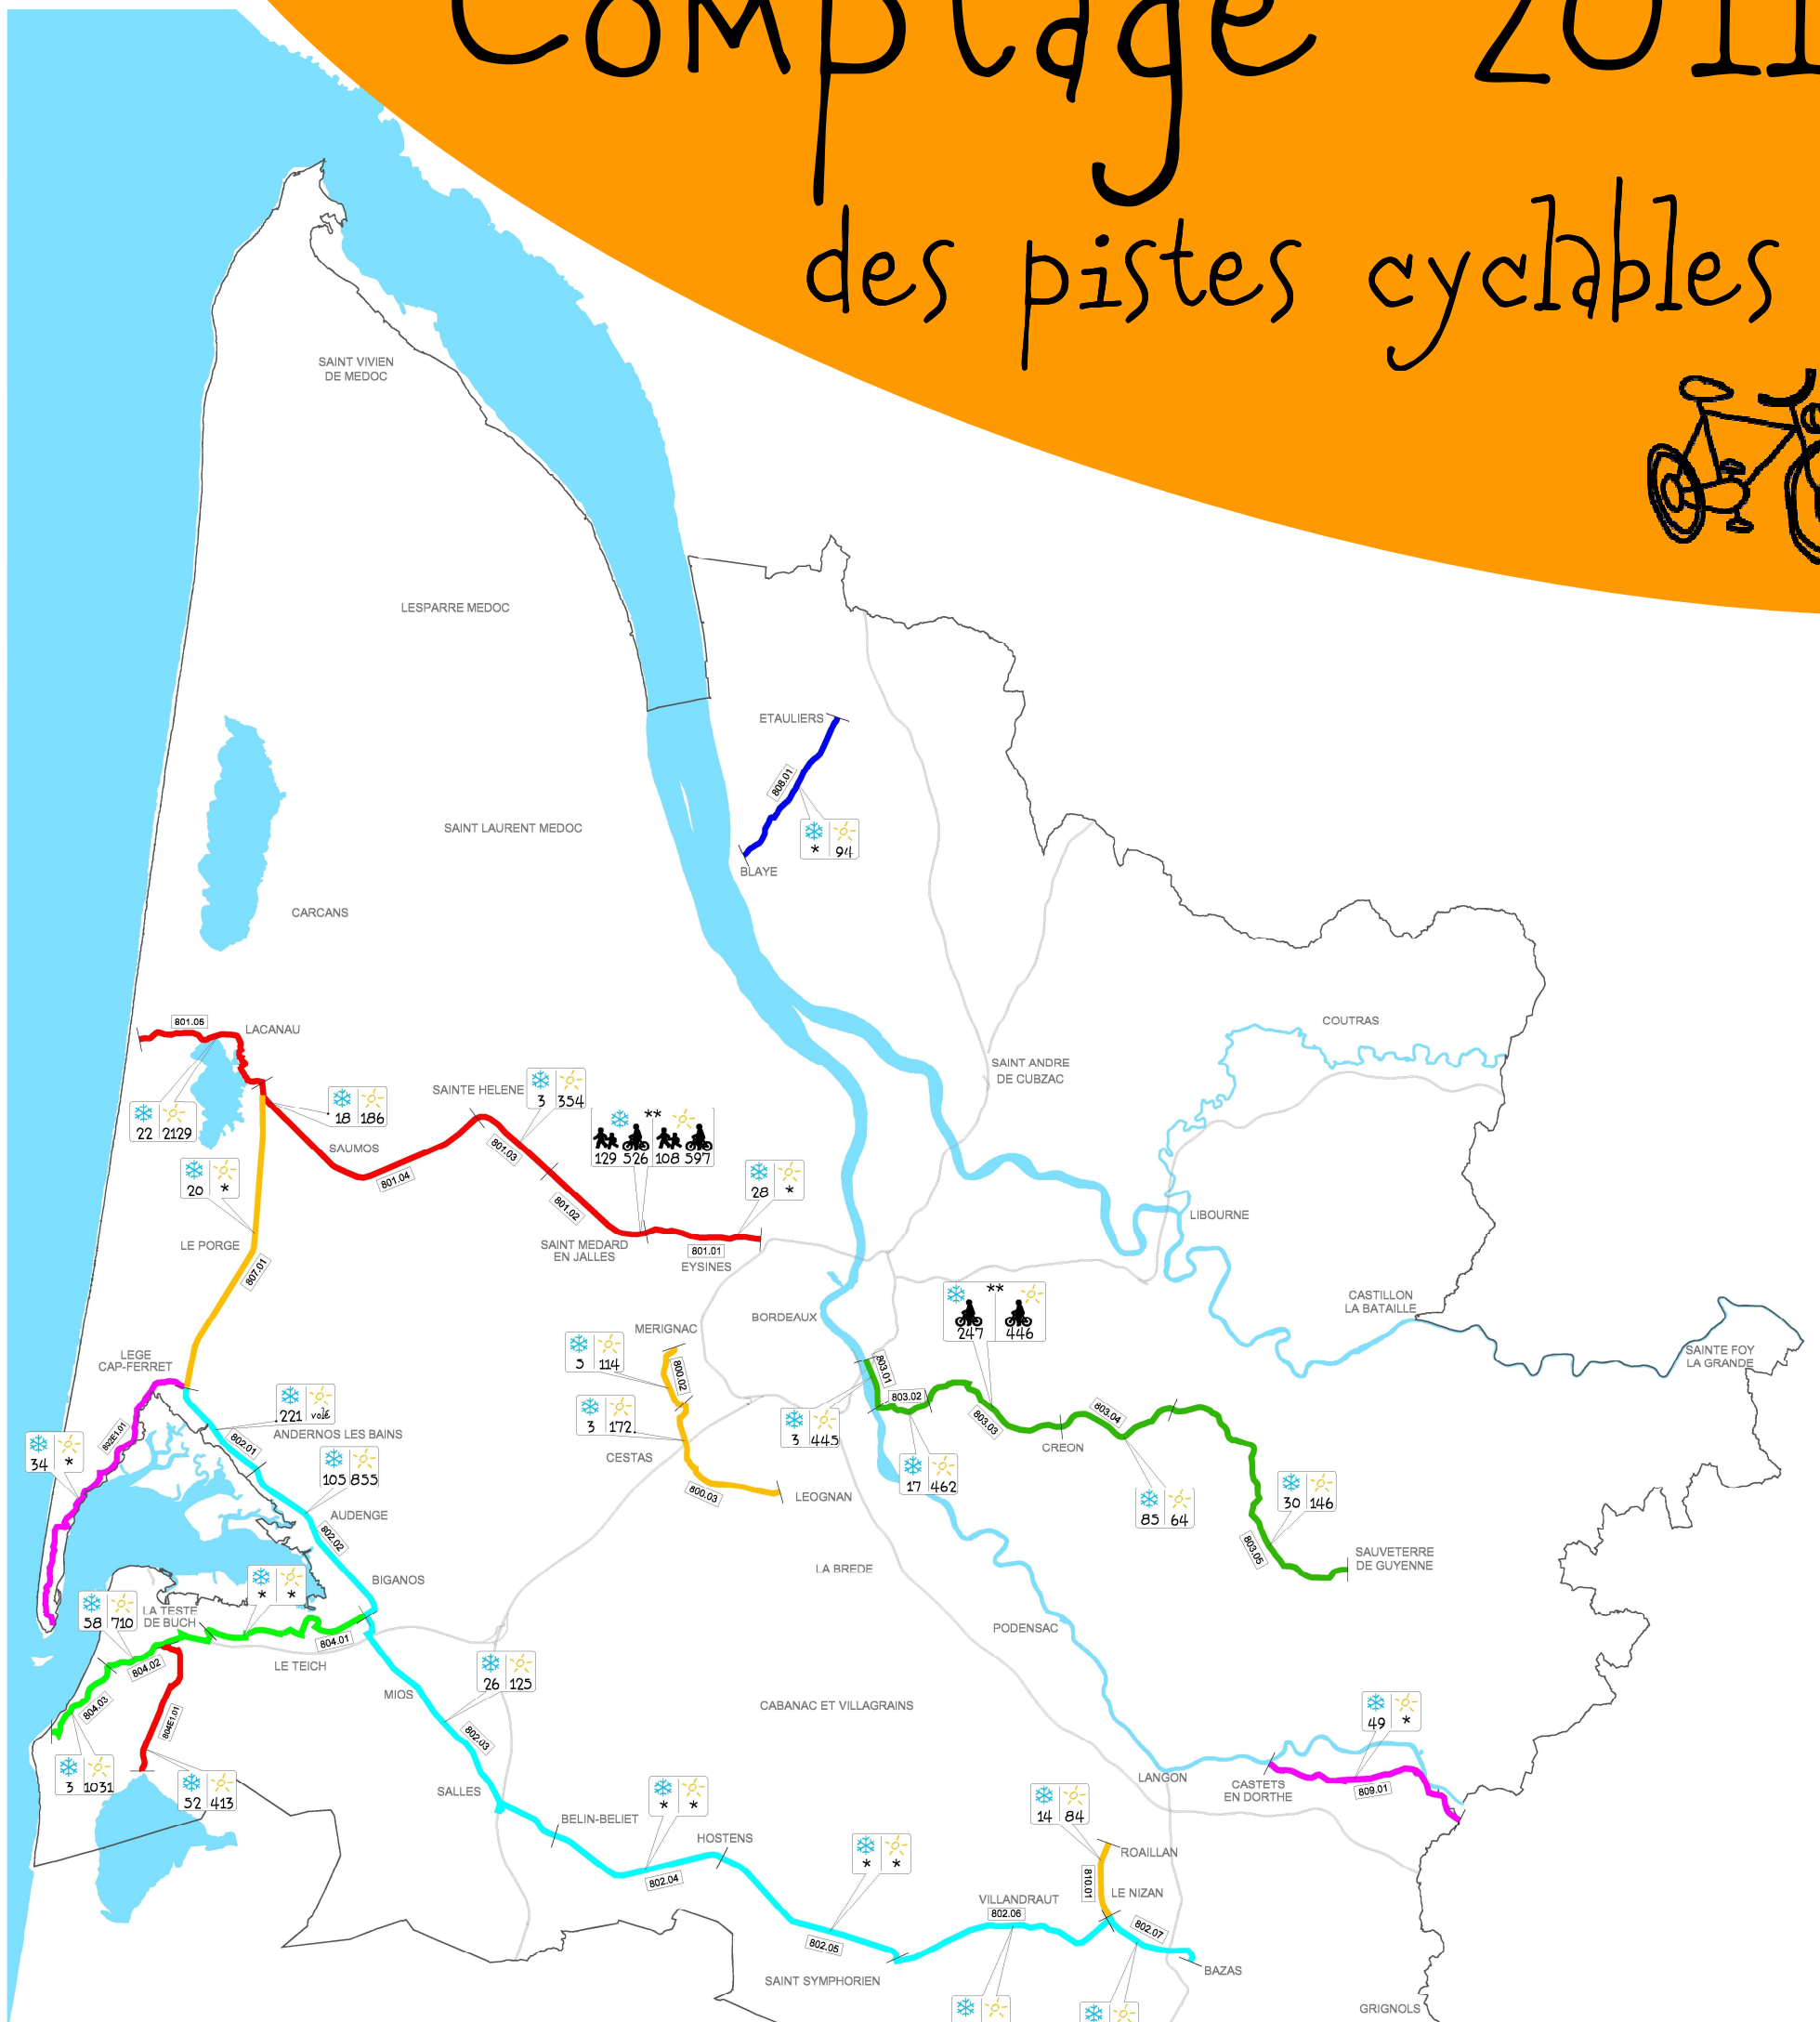 Comptage 2011
des pistes cyclables
SAINT VIVIEN
DE MEDOC
LESPARRE MEDOC
ETAULIERS
808.01
SAINT LAURENT MEDOC
* 94
BLAYE
CARCANS
801.05
LACANAU
COUTRAS
SAINT ANDRE
DE CUBZAC
SAINTE HELENE
3 354
18 186
22 2129
**
129 526 108 597
SAUMOS
801.03
801.04
20 *
28 *
801.02
LIBOURNE
LE PORGE
SAINT MEDARD
EN JALLES
801.01
EYSINES
807.01
CASTILLON
LA BATAILLE
BORDEAUX
**
247 446
MERIGNAC
5 114
800.02
SAINTE FOY
LA GRANDE
LEGE
CAP-FERRET
803.01
803.02
221 volé
802E1.01
802.01
ANDERNOS LES BAINS
3 172
3 445
803.03
803.04
CREON
34 *
CESTAS
105 855
17 462
800.03
LEOGNAN
AUDENGE
85 64
30 146
802.02
803.05
SAUVETERRE
DE GUYENNE
LA BREDE
BIGANOS
* *
58 710
LA TESTE
DE BUCH
PODENSAC
804.01
804.02
LE TEICH
26 125
MIOS
804.03
804E1.01
CABANAC ET VILLAGRAINS
802.03
49 *
3 1031
52 413
SALLES
LANGON
CASTETS
EN DORTHE
809.01
* *
14 84
BELIN-BELIET
HOSTENS
* *
ROAILLAN
802.04
810.01
LE NIZAN
VILLANDRAUT
802.06
802.07
802.05
SAINT SYMPHORIEN
BAZAS
GRIGNOLS